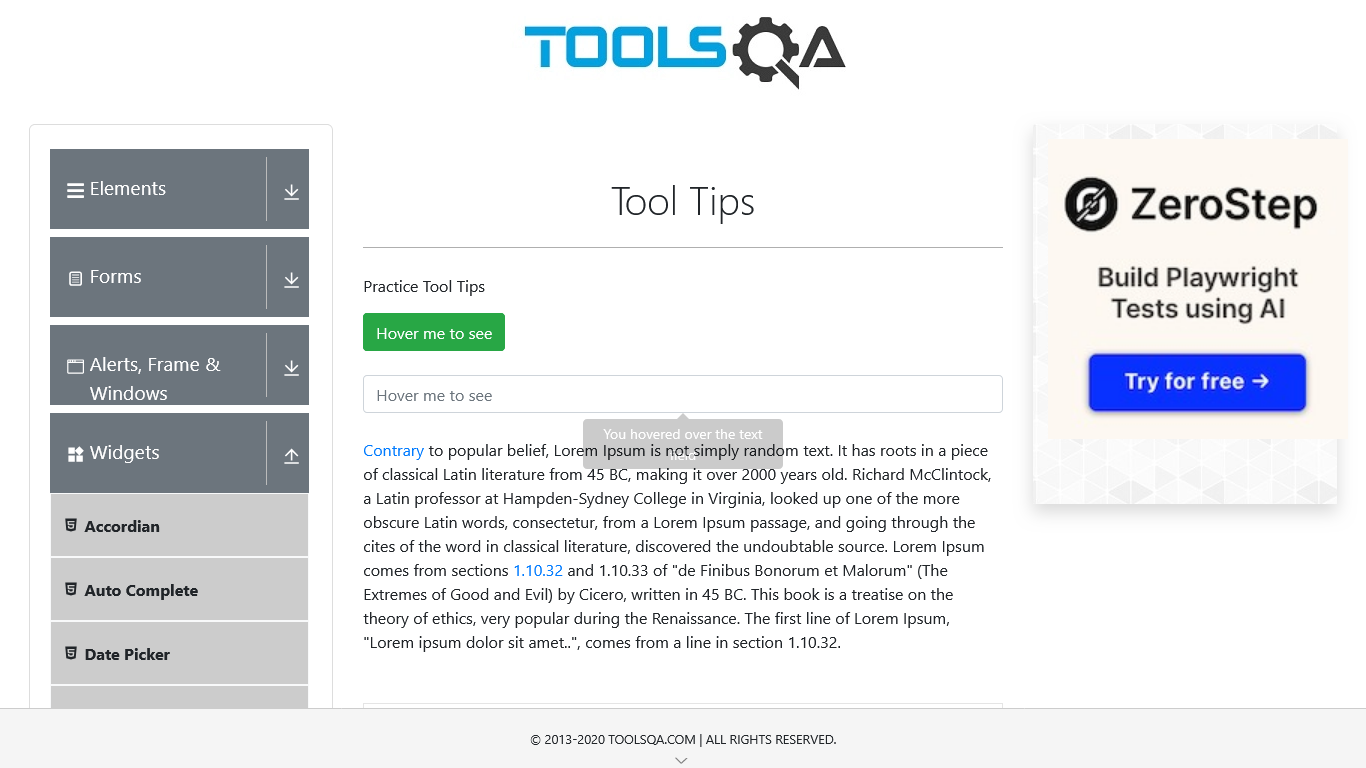 TOOLSQA
Elements
Forms
Alerts, Frame &
Windows
Widgets
Accordian
Auto Complete
Date Picker
Tool Tips
Practice Tool Tips
Hover me to see
Hover me to see
You hovered over the text
field
Contrary to popular belief, Lorem Ipsum is not simply random text. It has roots in a piece
of classical Latin literature from 45 BC, making it over 2000 years old. Richard McClintock,
a Latin professor at Hampden-Sydney College in Virginia, looked up one of the more
obscure Latin words, consectetur, from a Lorem Ipsum passage, and going through the
cites of the word in classical literature, discovered the undoubtable source. Lorem Ipsum
comes from sections 1.10.32 and 1.10.33 of "de Finibus Bonorum et Malorum" (The
Extremes of Good and Evil) by Cicero, written in 45 BC. This book is a treatise on the
theory of ethics, very popular during the Renaissance. The first line of Lorem Ipsum,
"Lorem ipsum dolor sit amet..", comes from a line in section 1.10.32.
ZeroStep
Build Playwright
Tests using AI
Try for free →
© 2013-2020 TOOLSQA.COM | ALL RIGHTS RESERVED.